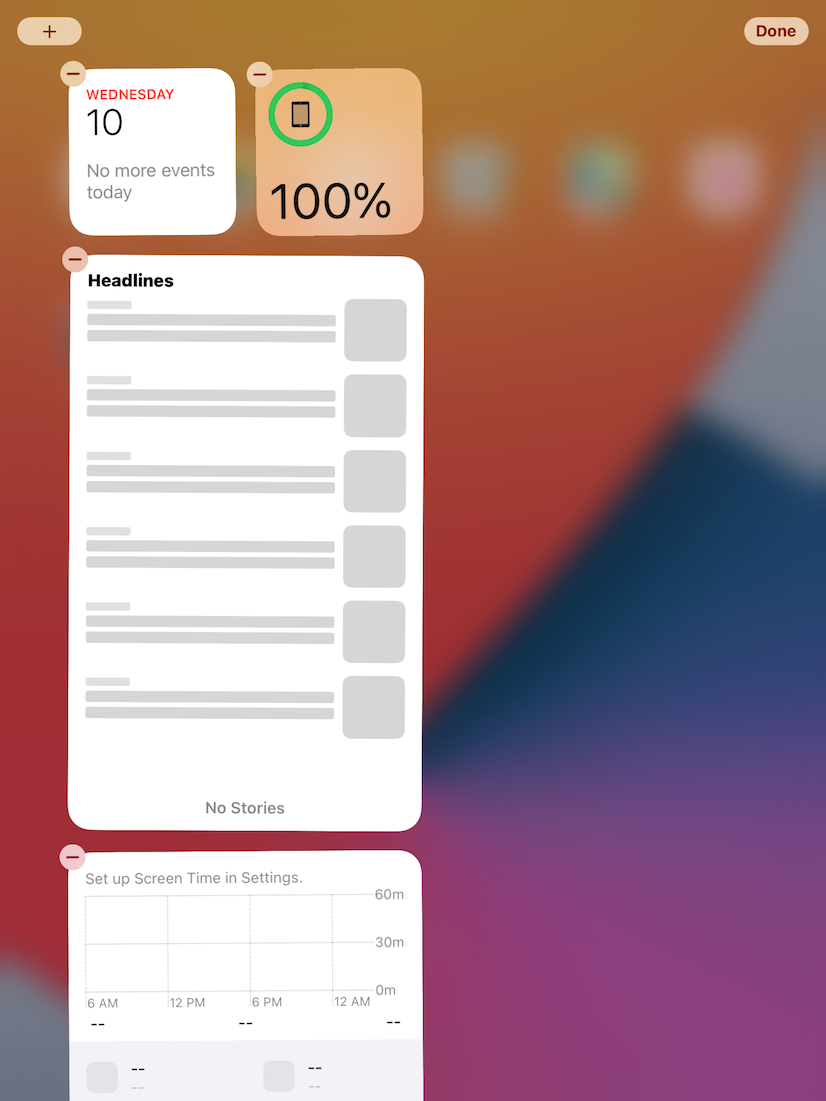 +
Done
WEDNESDAY
10
No more events
today
100%
Headlines
No Stories
Set up Screen Time in Settings.
60m
30m
0m
6 AM 12 PM 6 PM 12 AM
-- -- --
-- --
-- --